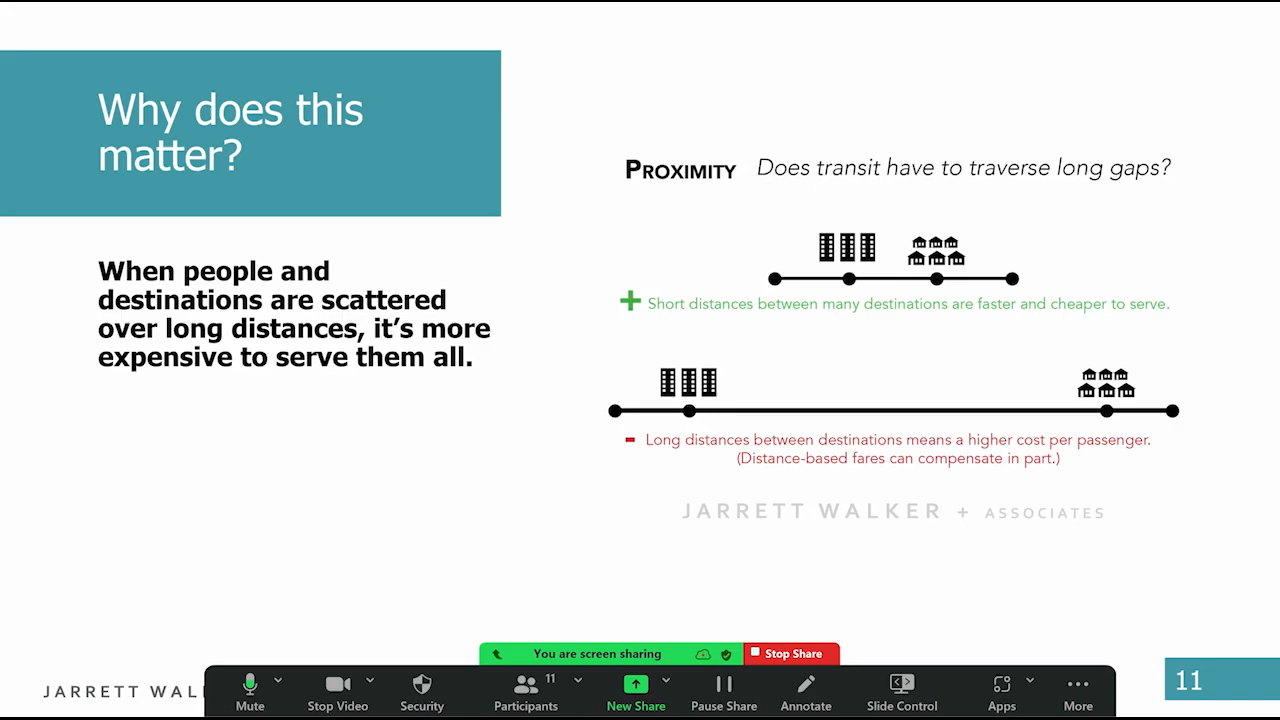 Why does this
matter?
PROXIMITY Does transit have to traverse long gaps?
When people and
destinations are scattered
over long distances, it's more
expensive to serve them all.
+ Short distances between many destinations are faster and cheaper to serve.
- Long distances between destinations means a higher cost per passenger.
(Distance-based fares can compensate in part.)
JARRETT WALKER + ASSOCIATES
You are screen sharing
Stop Share
JARRETT WAL
11
Mute
Stop Video
Security
11
Participants
New Share
Pause Share
Annotate
Slide Control
Apps
More